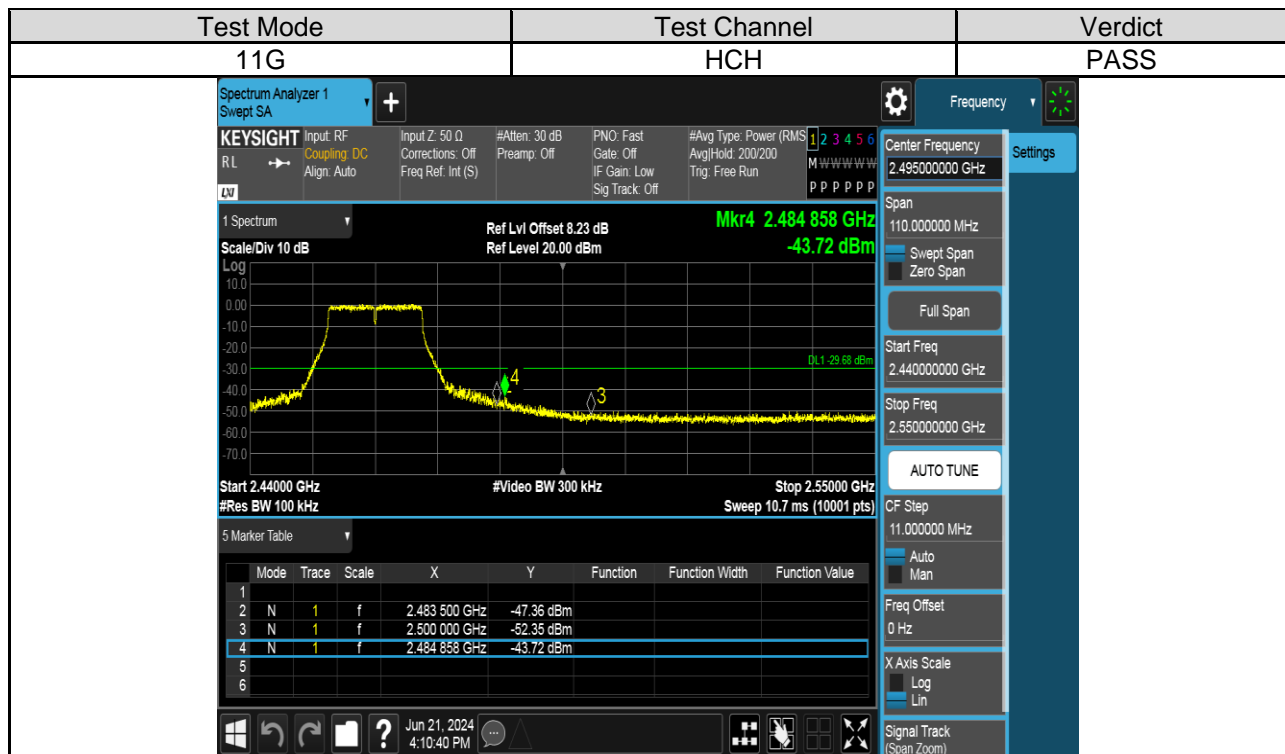 Test Mode Test Channel Verdict
11G HCH PASS
Spectrum Analyzer 1
Swept SA
+
Frequency
KEYSIGHT Input: RF Input Z: 50 Ω #Atten: 30 dB PNO: Fast #Avg Type: Power (RMS 1 2 3 4 5 6
RL Coupling: DC Corrections: Off Preamp: Off Gate: Off Avg|Hold: 200/200 M W W W W W
Align: Auto Freq Ref: Int (S) IF Gain: Low Trig: Free Run
LXI Sig Track: Off P P P P P P
1 Spectrum Ref Lvl Offset 8.23 dB Mkr4 2.484 858 GHz
Scale/Div 10 dB Ref Level 20.00 dBm -43.72 dBm
Log
10.0
0.00
-10.0
-20.0
DL1 -29.68 dBm
-30.0
4
-40.0
3
-50.0
-60.0
-70.0
Start 2.44000 GHz #Video BW 300 kHz Stop 2.55000 GHz
#Res BW 100 kHz Sweep 10.7 ms (10001 pts)
5 Marker Table
Mode Trace Scale X Y Function Function Width Function Value
1
2 N 1 f 2.483 500 GHz -47.36 dBm
3 N 1 f 2.500 000 GHz -52.35 dBm
4 N 1 f 2.484 858 GHz -43.72 dBm
5
6
? Jun 21, 2024
4:10:40 PM
Center Frequency
2.495000000 GHz
Settings
Span
110.000000 MHz
Swept Span
Zero Span
Full Span
Start Freq
2.440000000 GHz
Stop Freq
2.550000000 GHz
AUTO TUNE
CF Step
11.000000 MHz
Auto
Man
Freq Offset
0 Hz
X Axis Scale
Log
Lin
Signal Track
(Span Zoom)